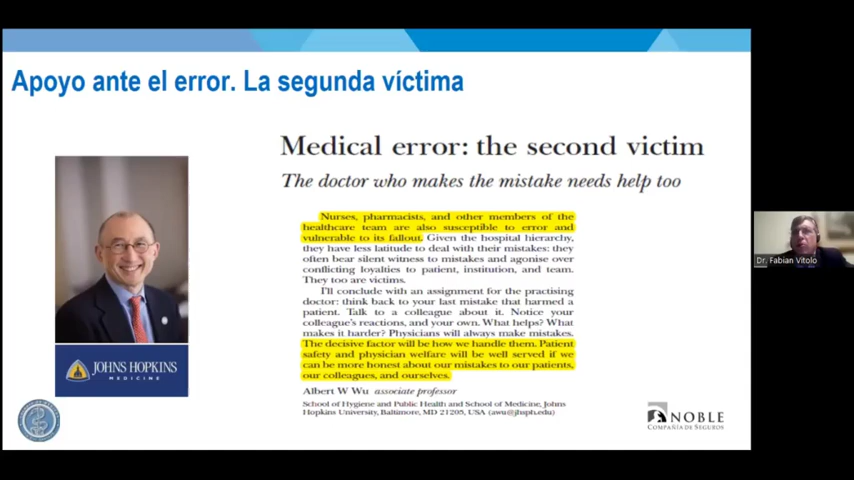 Apoyo ante el error. La segunda víctima
Medical error: the second victim
The doctor who makes the mistake needs help too
Nurses, pharmacists, and other members of the
healthcare team are also susceptible to error and
vulnerable to its fallout. Given the hospital hierarchy,
they have less latitude to deal with their mistakes: they
often bear silent witness to mistakes and agonise over
conflicting loyalties to patient, institution, and team.
They too are victims.
I'll conclude with an assignment for the practising
doctor: think back to your last mistake that harmed a
patient. Talk to a colleague about it. Notice your
colleague's reactions, and your own. What helps? What
makes it harder? Physicians will always make mistakes.
The decisive factor will be how we handle them. Patient
safety and physician welfare will be well served if we
can be more honest about our mistakes to our patients,
our colleagues, and ourselves.
Albert W Wu associate professor
School of Hygiene and Public Health and School of Medicine, Johns
Hopkins University, Baltimore, MD 21205, USA (awu@jhsph.edu)
JOHNS HOPKINS
MEDICINE
NOBLE
COMPAÑÍA DE SEGUROS
Dr. Fabian Vitolo